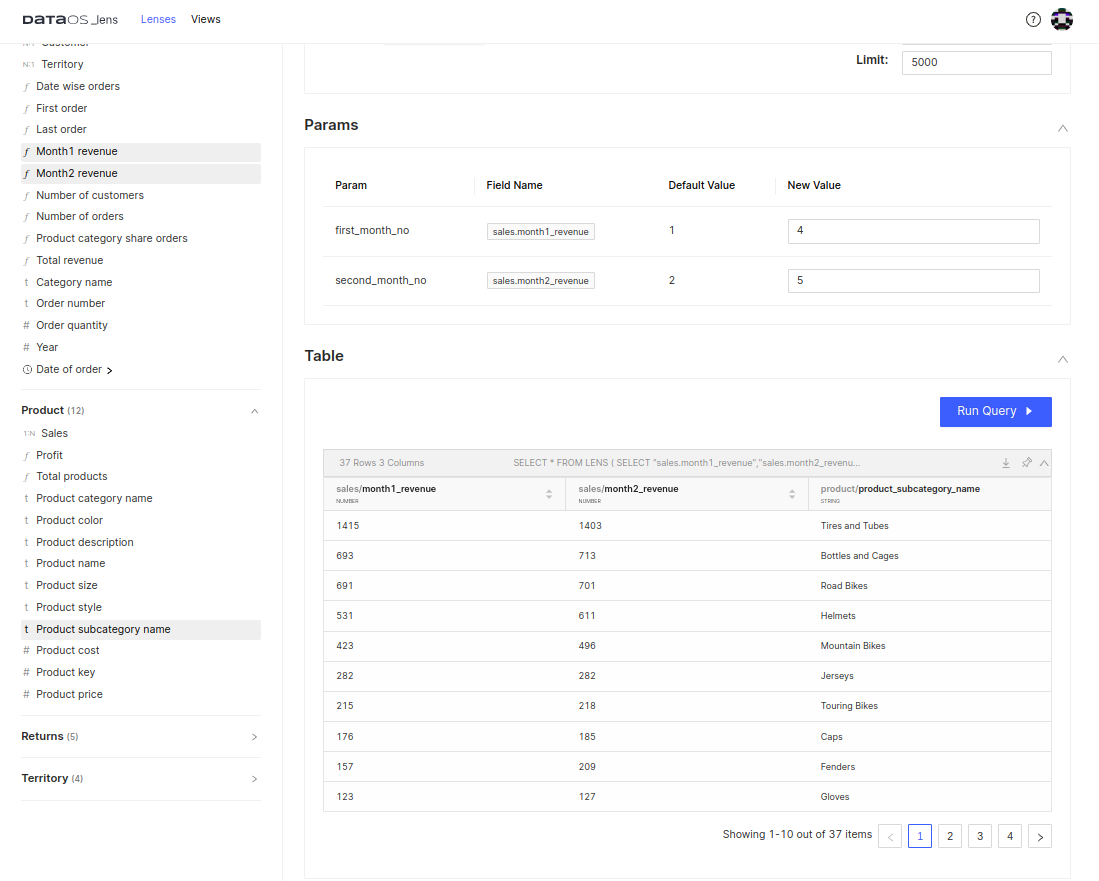 DATAOS_lens Lenses Views ?
N:1 Customer
N:1 Territory
ƒ Date wise orders
ƒ First order
ƒ Last order
ƒ Month1 revenue
ƒ Month2 revenue
ƒ Number of customers
ƒ Number of orders
ƒ Product category share orders
ƒ Total revenue
t Category name
t Order number
# Order quantity
# Year
Date of order
Product (12)
1:N Sales
ƒ Profit
ƒ Total products
t Product category name
t Product color
t Product description
t Product name
t Product size
t Product style
t Product subcategory name
# Product cost
# Product key
# Product price
Returns (5)
Territory (4)
Limit: 5000
Params
Param Field Name Default Value New Value
first_month_no sales.month1_revenue 1 4
second_month_no sales.month2_revenue 2 5
Table
Run Query
37 Rows 3 Columns SELECT * FROM LENS ( SELECT "sales.month1_revenue","sales.month2_revenu...
sales/month1_revenue sales/month2_revenue product/product_subcategory_name
NUMBER NUMBER STRING
1415 1403 Tires and Tubes
693 713 Bottles and Cages
691 701 Road Bikes
531 611 Helmets
423 496 Mountain Bikes
282 282 Jerseys
215 218 Touring Bikes
176 185 Caps
157 209 Fenders
123 127 Gloves
Showing 1-10 out of 37 items < 1 2 3 4 >